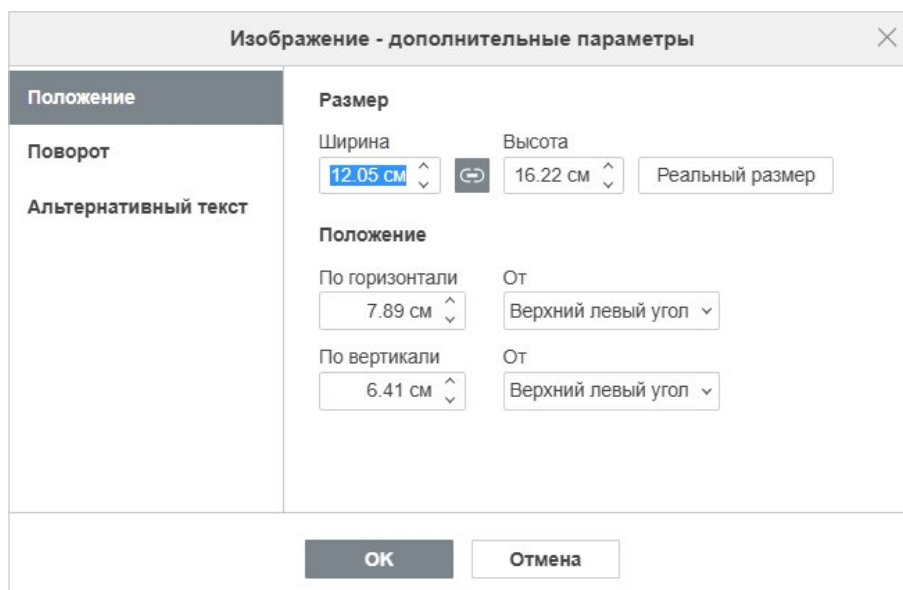 Изображение - дополнительные параметры
Положение
Поворот
Альтернативный текст
Размер
Ширина Высота
12.05 см 16.22 см Реальный размер
Положение
По горизонтали От
7.89 см Верхний левый угол
По вертикали От
6.41 см Верхний левый угол
OK Отмена